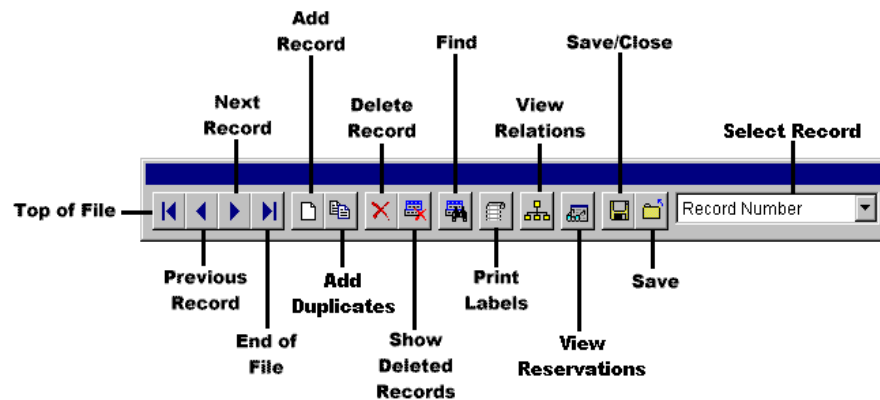 Add
Record
Find
Save/Close
Next
Record
Delete
Record
View
Relations
Select Record
Top of File
Record Number
Previous
Record
Add
Duplicates
Print
Labels
Save
End of
File
Show
Deleted
Records
View
Reservations